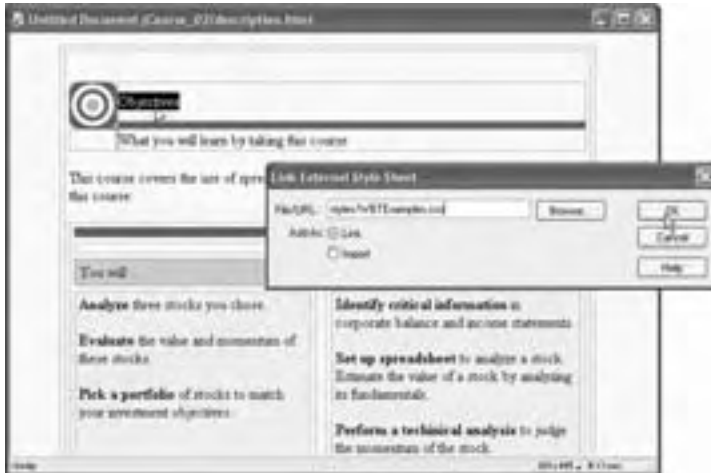 Untitled Document (Course_03/description.html)
Objectives
What you will learn by taking this course
This course covers the use of
this course:
Link External Style Sheet
File/URL:
Browse...
OK
Add As:
Link
Cancel
Import
Help
You will
Analyze three stocks you chose.
Evaluate the value and momentum of
these stocks.
Pick a portfolio of stocks to match
your investment objectives.
Identify critical information in
corporate balance and income statements.
Set up spreadsheet to analyze a stock.
Estimate the value of a stock by analyzing
its fundamentals.
Perform a techinical analysis to judge
the momentum of the stock.